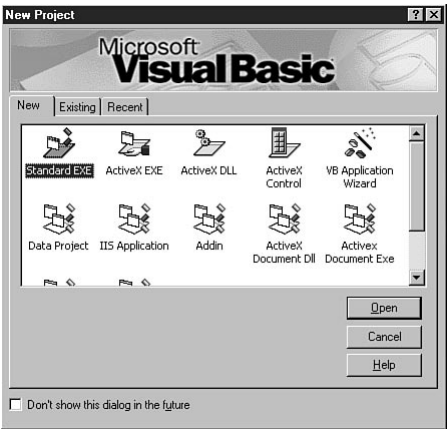 New Project
Microsoft
Visual Basic
New Existing Recent
Standard EXE ActiveX EXE ActiveX DLL ActiveX Control VB Application Wizard
Data Project IIS Application Addin ActiveX Document Dll Activex Document Exe
Open
Cancel
Help
Don't show this dialog in the future